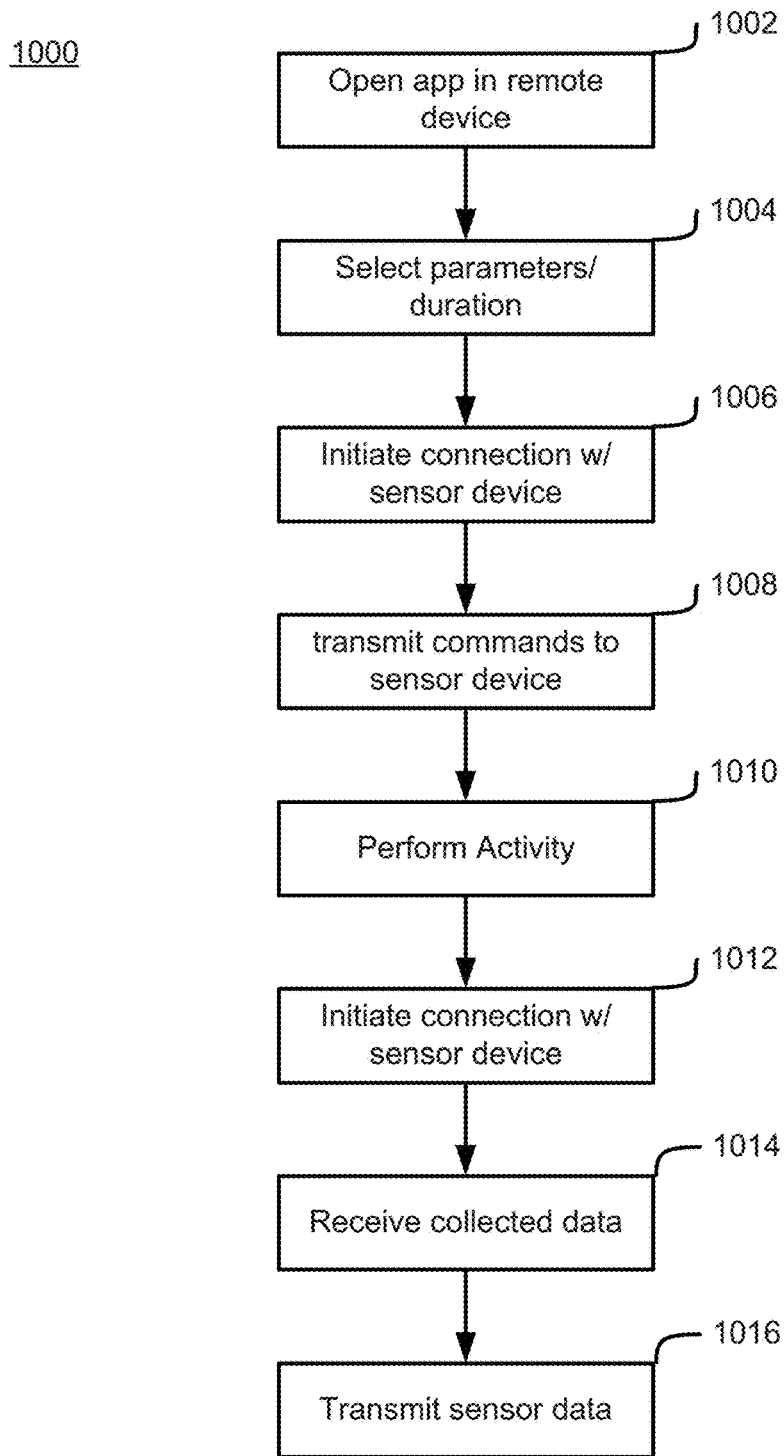 1000
1002
Open app in remote
device
1004
Select parameters/
duration
1006
Initiate connection w/
sensor device
1008
transmit commands to
sensor device
1010
Perform Activity
1012
Initiate connection w/
sensor device
1014
Receive collected data
1016
Transmit sensor data